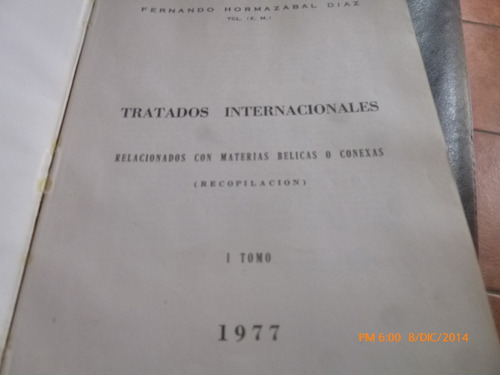 FERNANDO HORMAZABAL DIAZ
TCL. (E. M.)
TRATADOS INTERNACIONALES
RELACIONADOS CON MATERIAS BELICAS O CONEXAS
(RECOPILACION)
I TOMO
1977
PM 6:00 8/DIC/2014